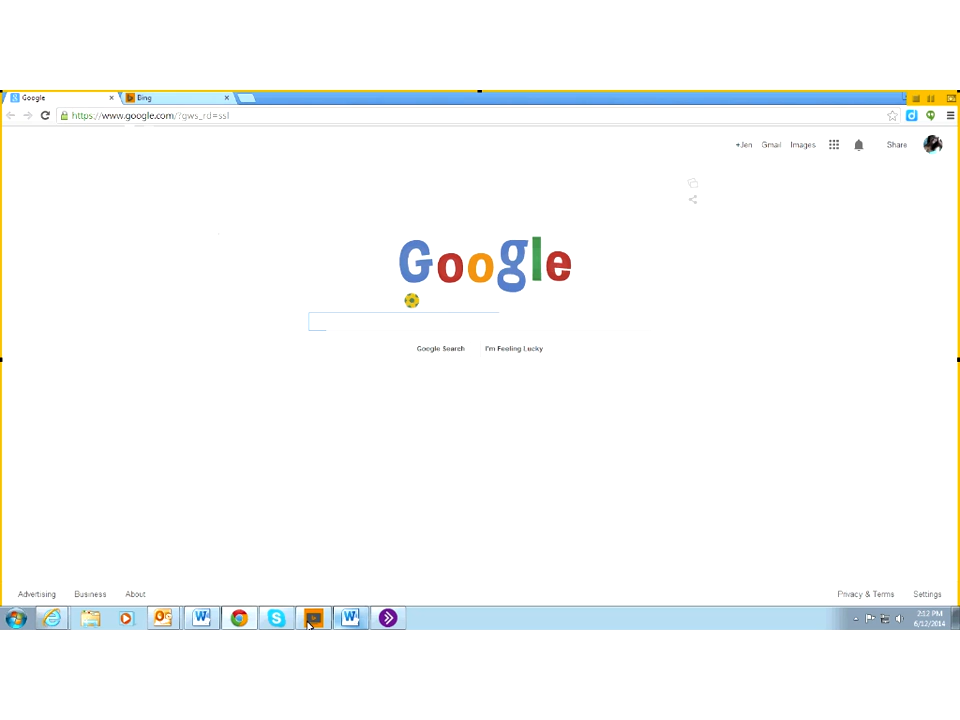 Google
Bing
https://www.google.com/?gws_rd=ssl
+Jen Gmail Images Share
Google
Google Search I'm Feeling Lucky
Advertising Business About Privacy & Terms Settings
2:12 PM
6/12/2014